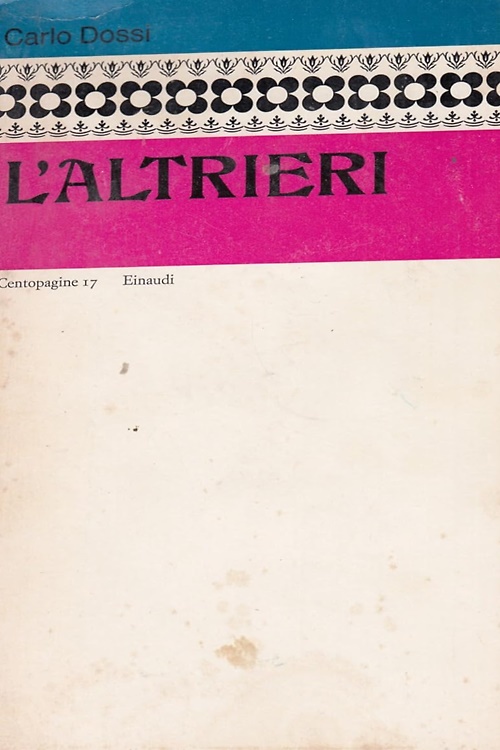 Carlo Dossi
L'ALTRIERI
Centopagine 17 Einaudi